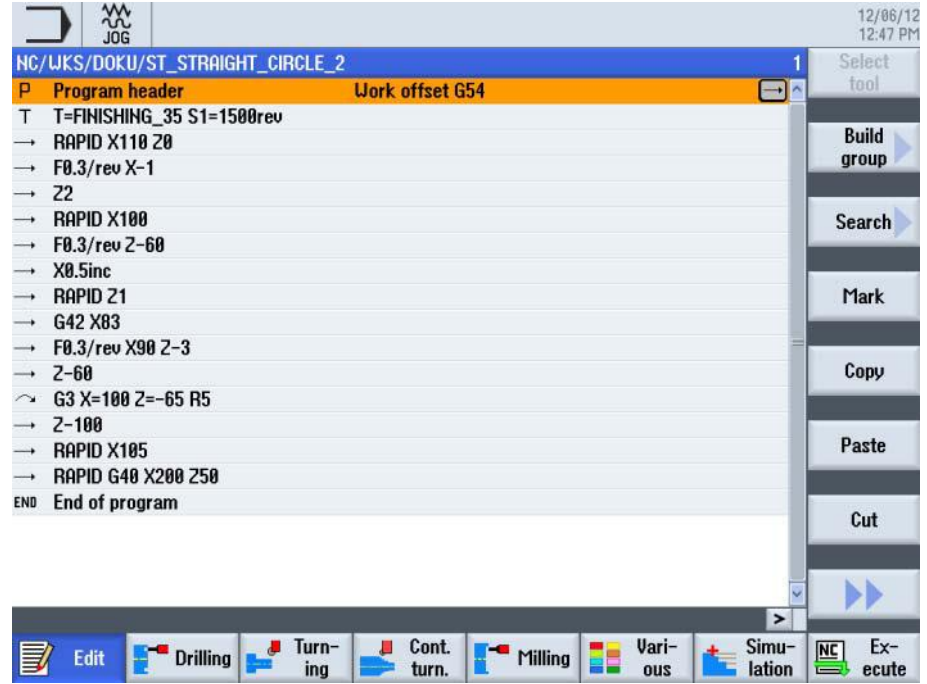 JOG
12/06/12
12:47 PM
NC/WKS/DOKU/ST_STRAIGHT_CIRCLE_2 1
Select tool
P Program header Work offset G54
T T=FINISHING_35 S1=1500rev
RAPID X110 Z0
F0.3/rev X-1
Z2
RAPID X100
F0.3/rev Z-60
X0.5inc
RAPID Z1
G42 X83
F0.3/rev X90 Z-3
Z-60
G3 X=100 Z=-65 R5
Z-100
RAPID X105
RAPID G40 X200 Z50
END End of program
Build
group
Search
Mark
Copy
Paste
Cut
>
Edit
Drilling
Turn-
ing
Cont.
turn.
Milling
Vari-
ous
Simu-
lation
NC
Ex-
ecute